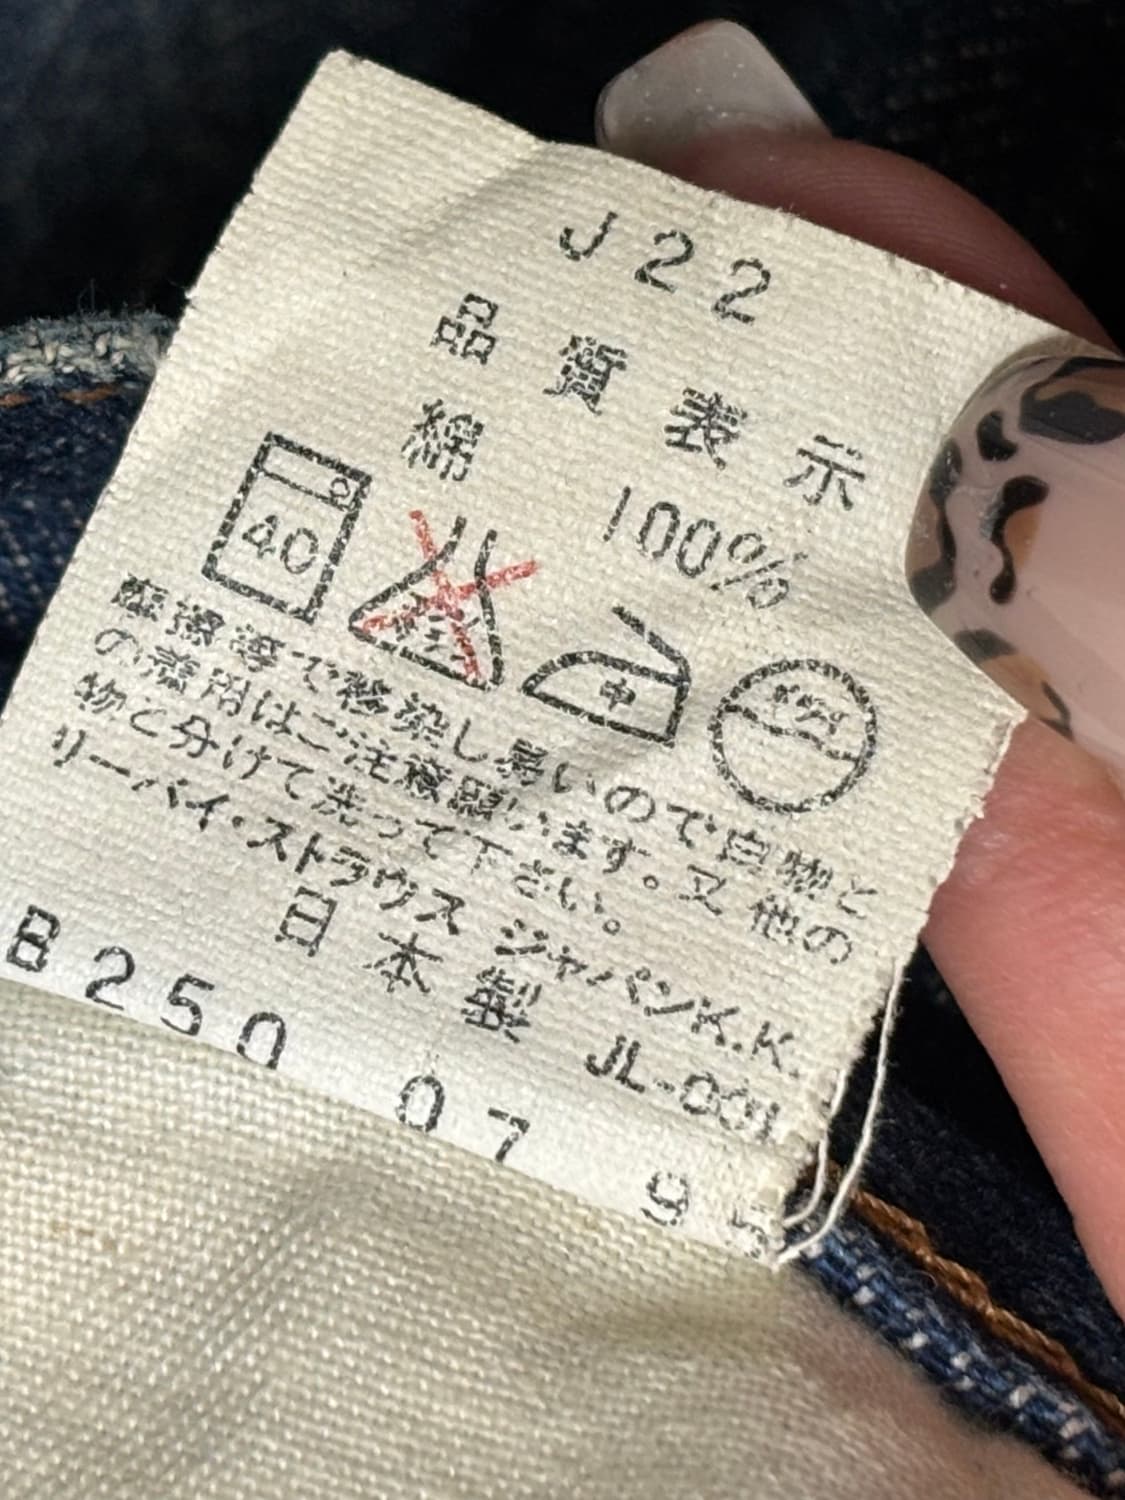 J22
品質表示
綿 100%
40 中
摩擦等で移染し易いので白物と
の着用はご注意願います。又他の
物と分けて洗って下さい。
リーバイ・ストラウス ジャパンK.K.
日本製 JL-001
B250 07 95